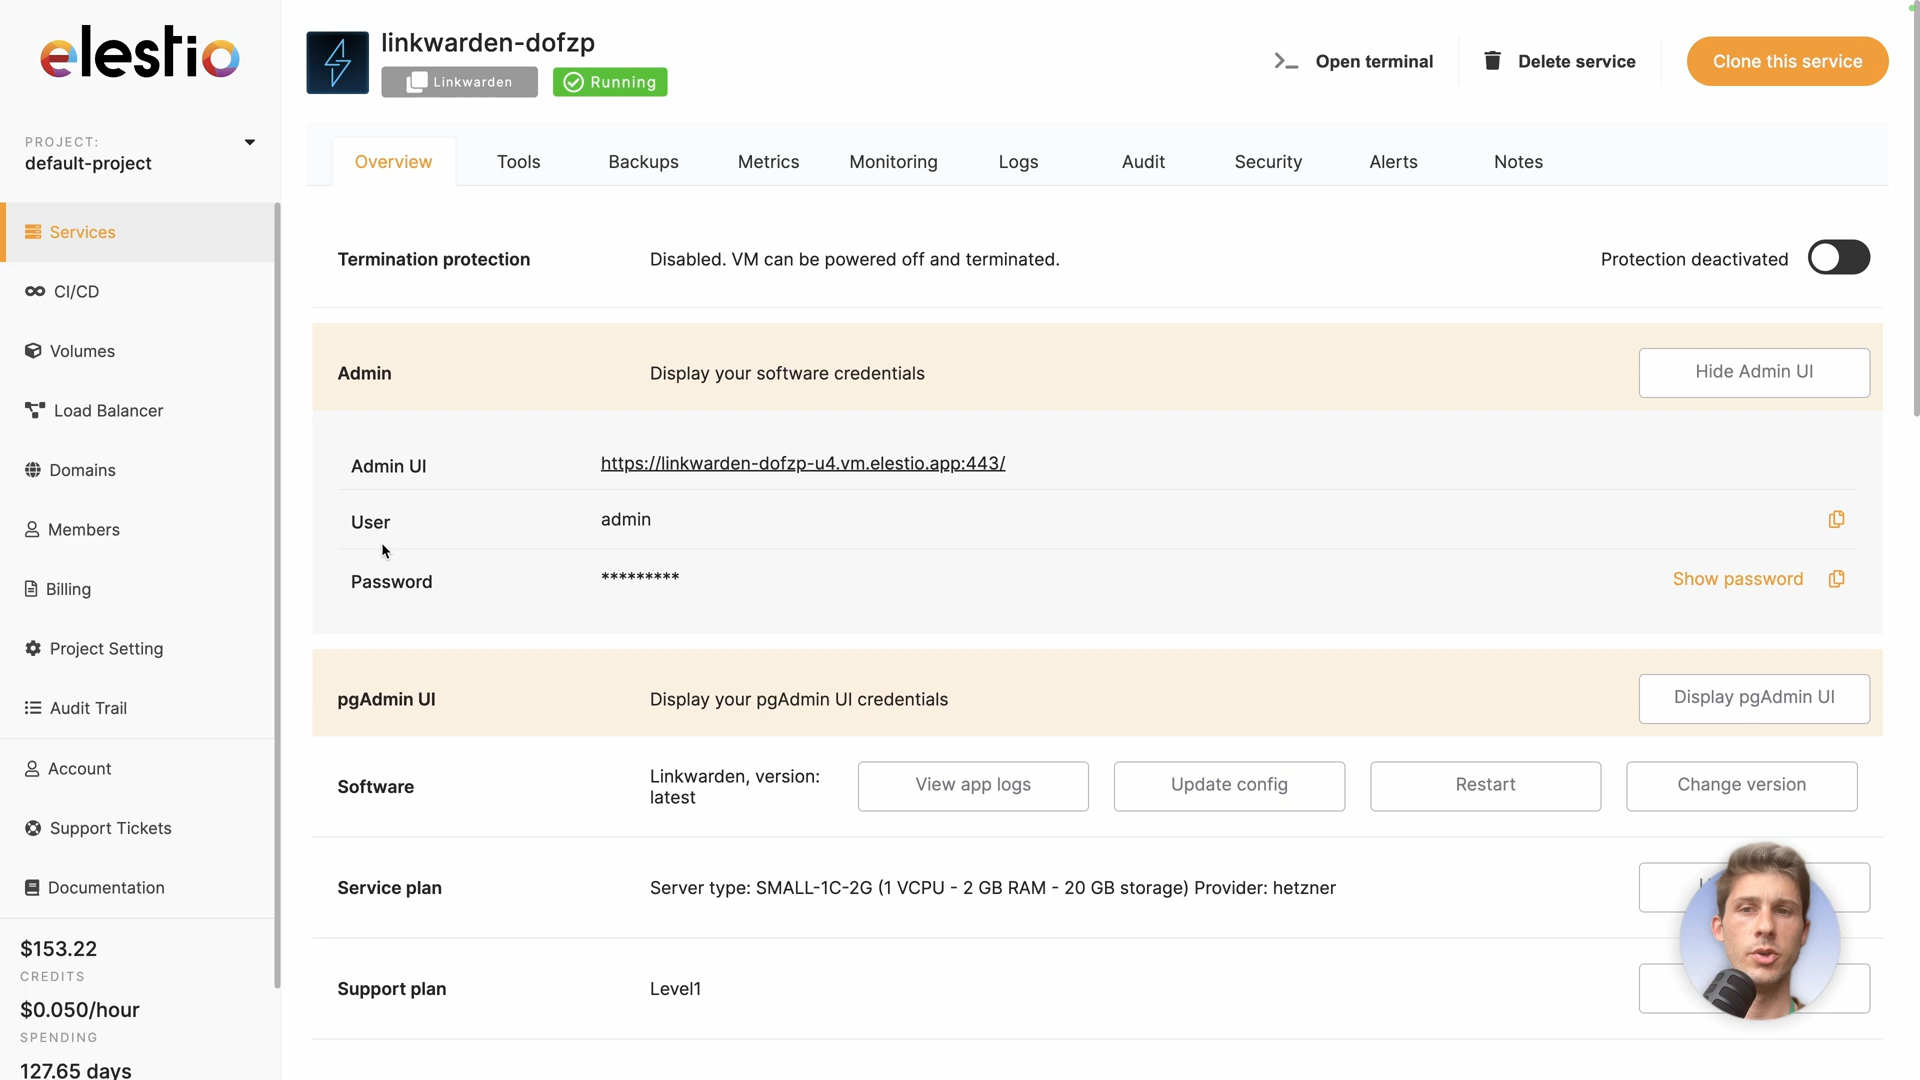 elestio
PROJECT:
default-project
Services
CI/CD
Volumes
Load Balancer
Domains
Members
Billing
Project Setting
Audit Trail
Account
Support Tickets
Documentation
$153.22
CREDITS
$0.050/hour
SPENDING
127.65 days
linkwarden-dofzp
Linkwarden
Running
Open terminal
Delete service
Clone this service
Overview
Tools
Backups
Metrics
Monitoring
Logs
Audit
Security
Alerts
Notes
Termination protection
Disabled. VM can be powered off and terminated.
Protection deactivated
Admin
Display your software credentials
Hide Admin UI
Admin UI
https://linkwarden-dofzp-u4.vm.elestio.app:443/
User
admin
Password
*********
Show password
pgAdmin UI
Display your pgAdmin UI credentials
Display pgAdmin UI
Software
Linkwarden, version:
latest
View app logs
Update config
Restart
Change version
Service plan
Server type: SMALL-1C-2G (1 VCPU - 2 GB RAM - 20 GB storage) Provider: hetzner
Support plan
Level1